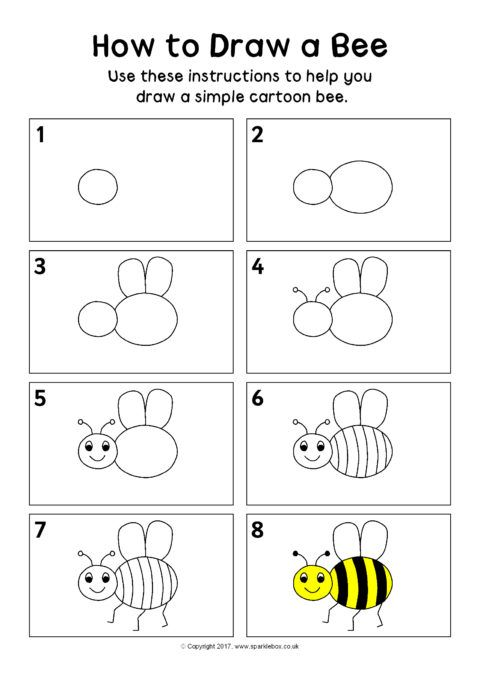 How to Draw a Bee
Use these instructions to help you
draw a simple cartoon bee.
1
2
3
4
5
6
7
8
© Copyright 2017, www.sparklebox.co.uk